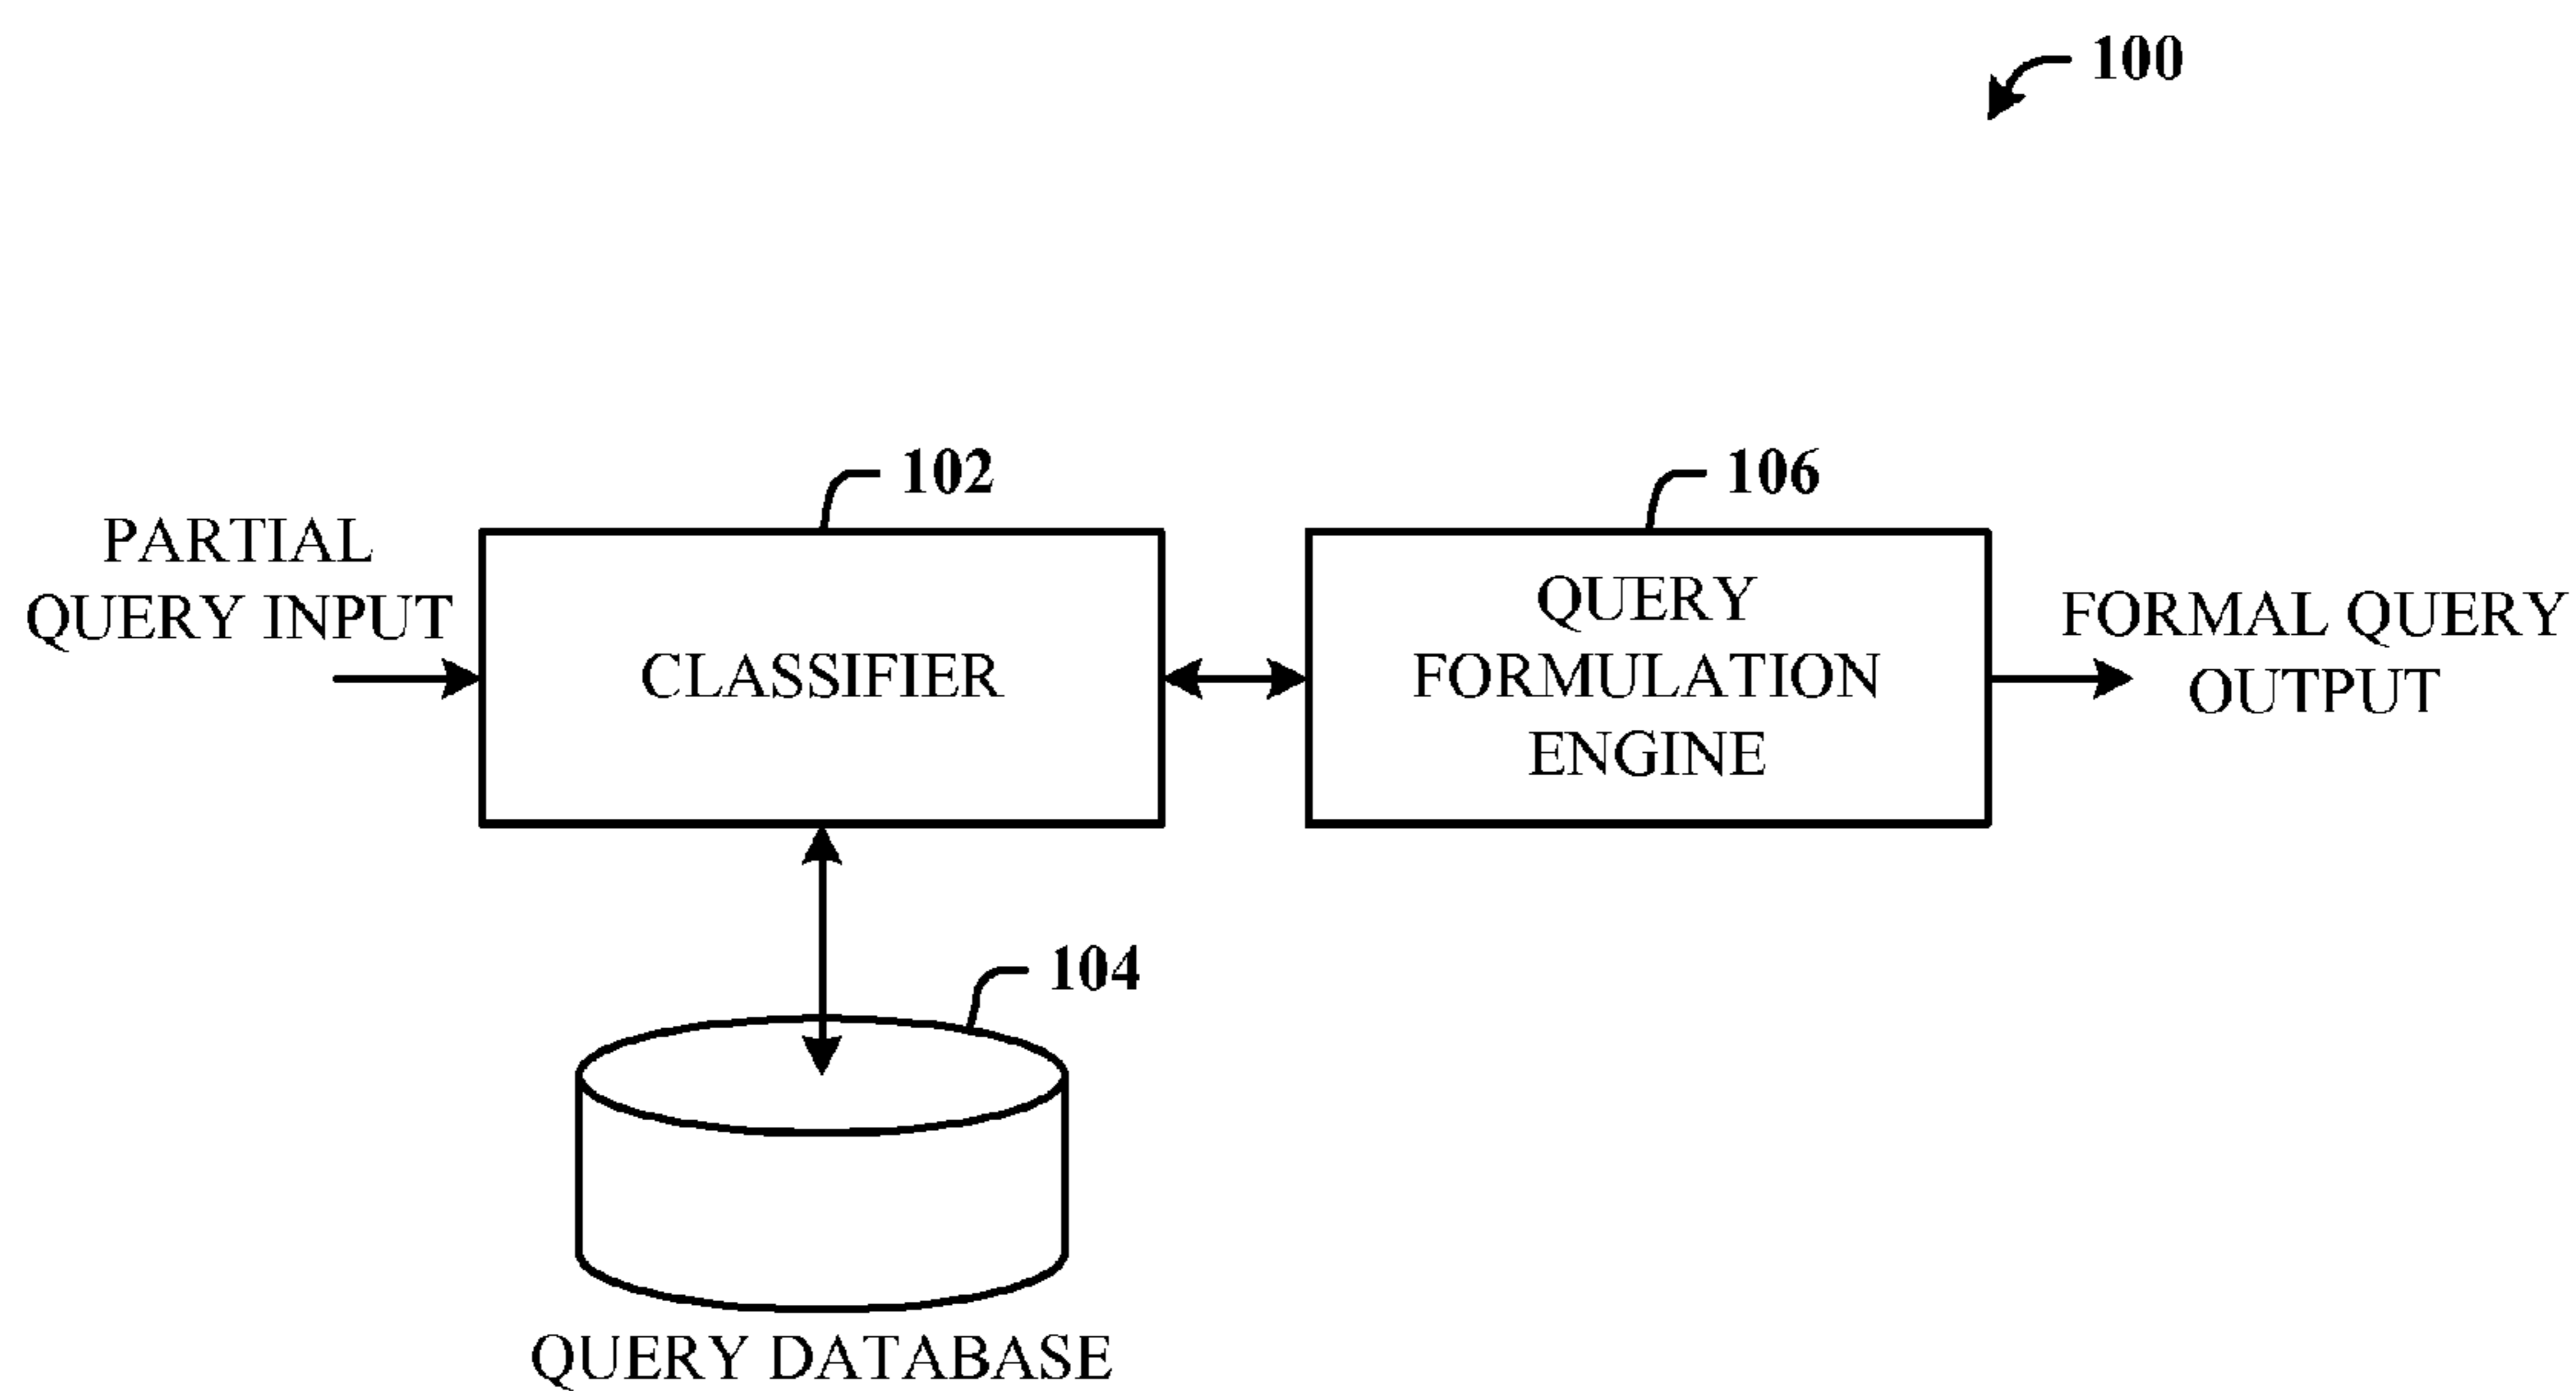 100
102
106
PARTIAL
QUERY INPUT
CLASSIFIER
QUERY
FORMULATION
ENGINE
FORMAL QUERY
OUTPUT
104
QUERY DATABASE